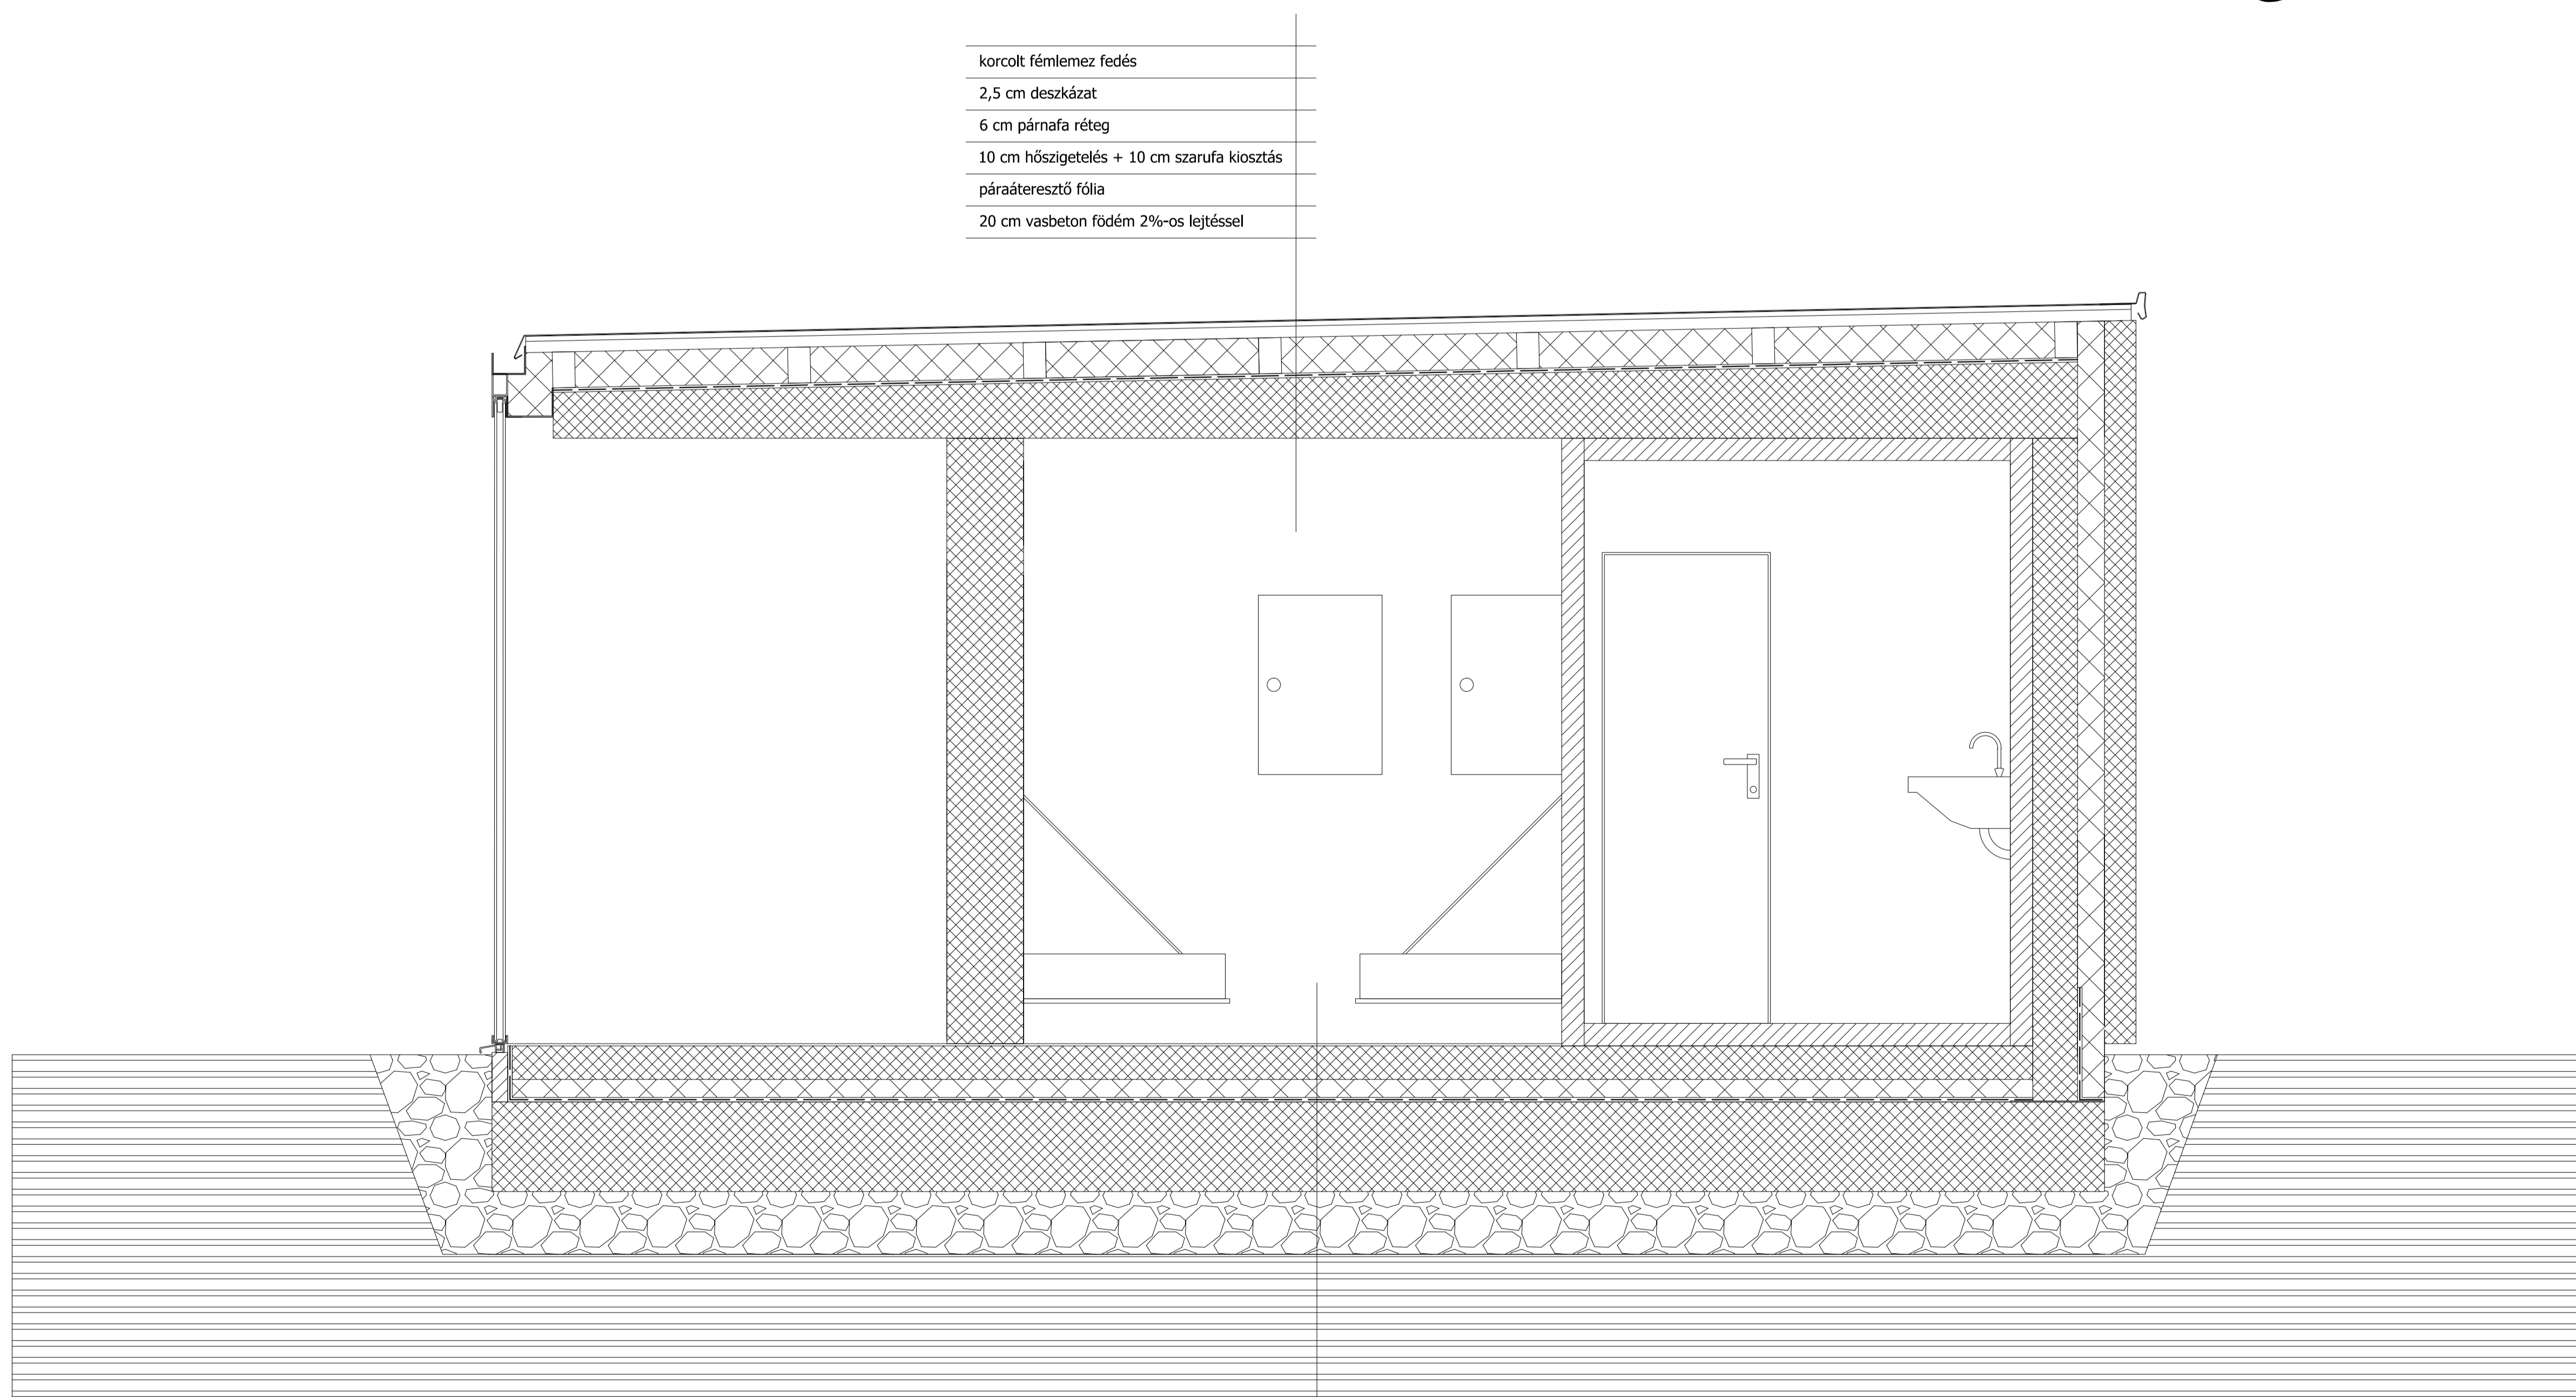 korcolt fémlemez fedés
2,5 cm deszkázat
6 cm párnafa réteg
10 cm hőszigetelés + 10 cm szarufa kiosztás
páraáteresztő fólia
20 cm vasbeton födém 2%-os lejtéssel